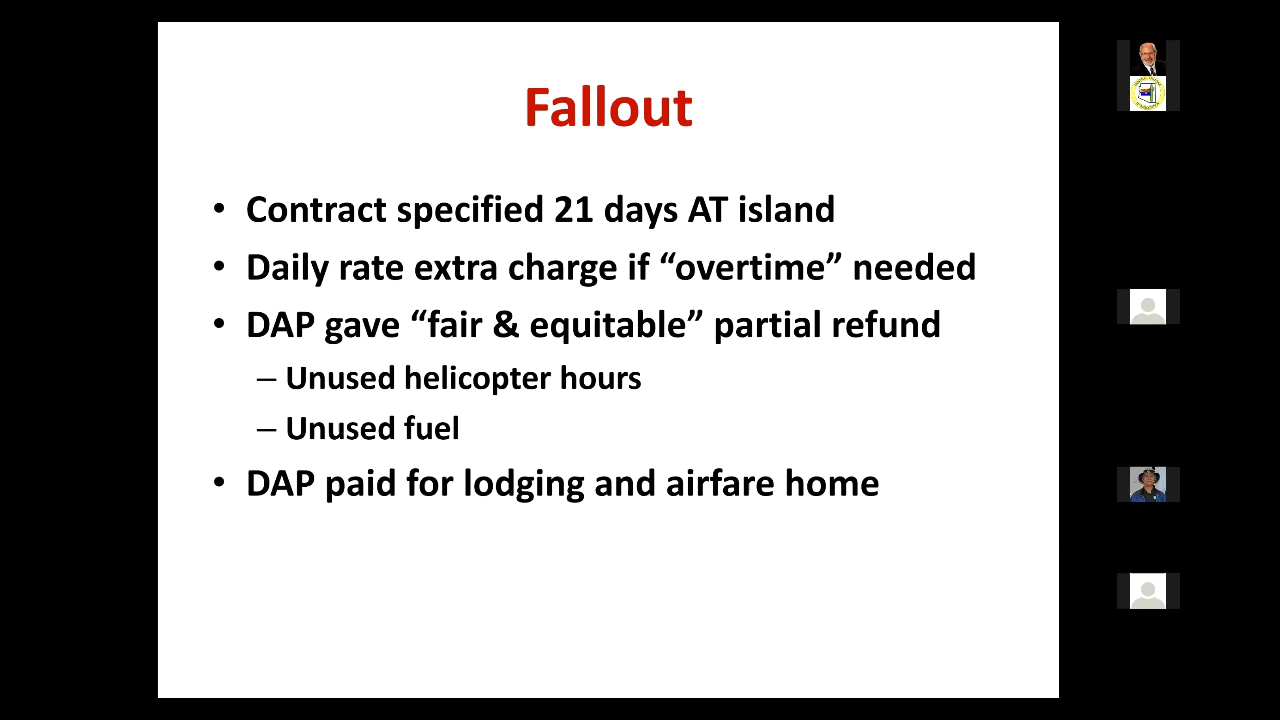 Fallout
• Contract specified 21 days AT island
• Daily rate extra charge if “overtime” needed
• DAP gave “fair & equitable” partial refund
– Unused helicopter hours
– Unused fuel
• DAP paid for lodging and airfare home